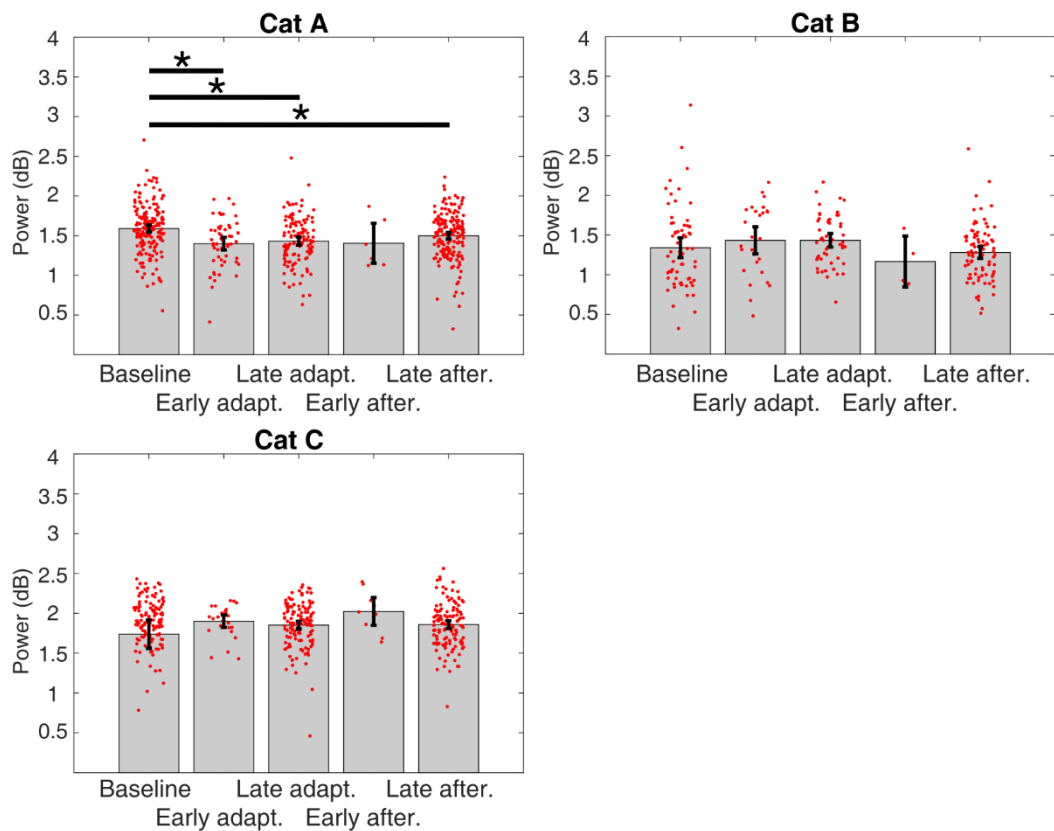 Cat A
4
3.5
3
2.5
2
1.5
1
0.5
Power (dB)
*
*
*
Baseline Late adapt. Late after.
Early adapt. Early after.
Cat B
4
3.5
3
2.5
2
1.5
1
0.5
Power (dB)
Baseline Late adapt. Late after.
Early adapt. Early after.
Cat C
4
3.5
3
2.5
2
1.5
1
0.5
Power (dB)
Baseline Late adapt. Late after.
Early adapt. Early after.